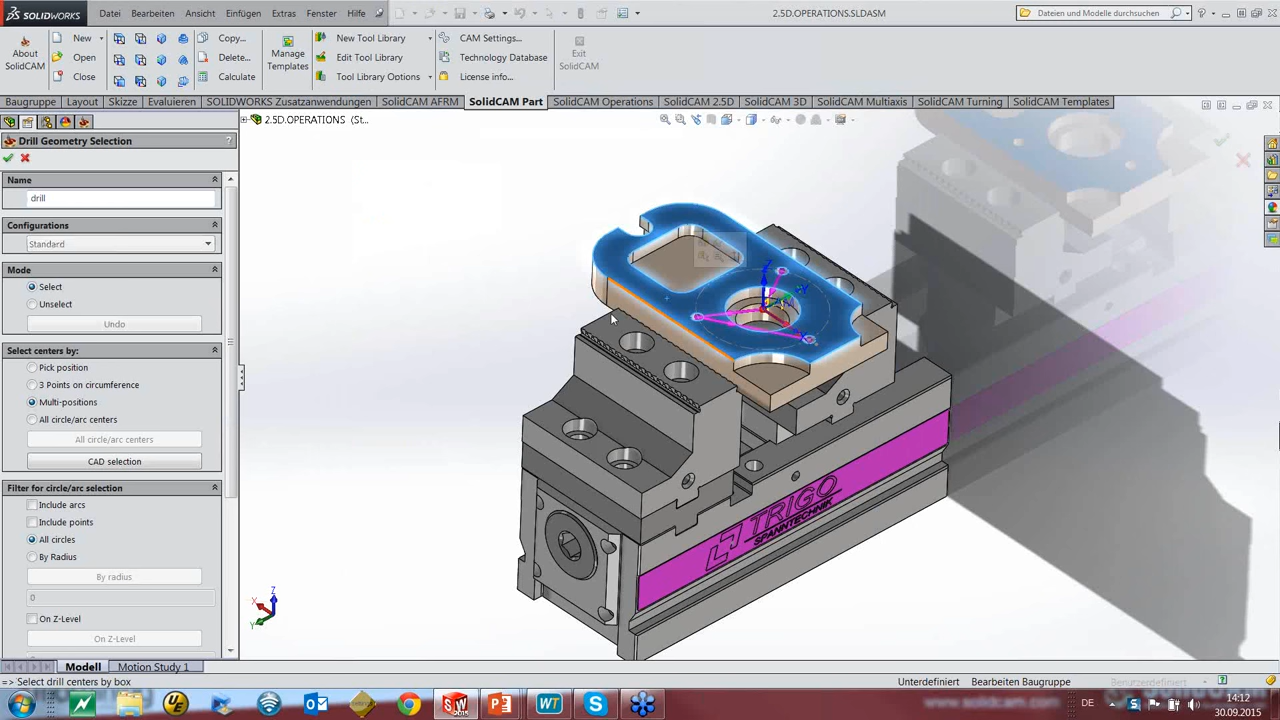 SOLIDWORKS Datei Bearbeiten Ansicht Einfügen Extras Fenster Hilfe 2.5D.OPERATIONS.SLDASM Dateien und Modelle durchsuchen
New Copy... New Tool Library CAM Settings...
Open Delete... Edit Tool Library Technology Database
Close Calculate Tool Library Options License info...
About SolidCAM
Manage Templates
Exit SolidCAM
Baugruppe Layout Skizze Evaluieren SOLIDWORKS Zusatzanwendungen SolidCAM AFRM SolidCAM Part SolidCAM Operations SolidCAM 2.5D SolidCAM 3D SolidCAM Multiaxis SolidCAM Turning SolidCAM Templates
2.5D.OPERATIONS (St...
Drill Geometry Selection ?
Name
drill
Configurations
Standard
Mode
Select
Unselect
Undo
Select centers by:
Pick position
3 Points on circumference
Multi-positions
All circle/arc centers
All circle/arc centers
CAD selection
Filter for circle/arc selection
Include arcs
Include points
All circles
By Radius
By radius
0
On Z-Level
On Z-Level
Z
Y
TRIGO
SPANNTECHNIK
Z
X
Y
Modell Motion Study 1
=> Select drill centers by box Unterdefiniert Bearbeiten Baugruppe Benutzerdefiniert
DE 14:12
30.09.2015